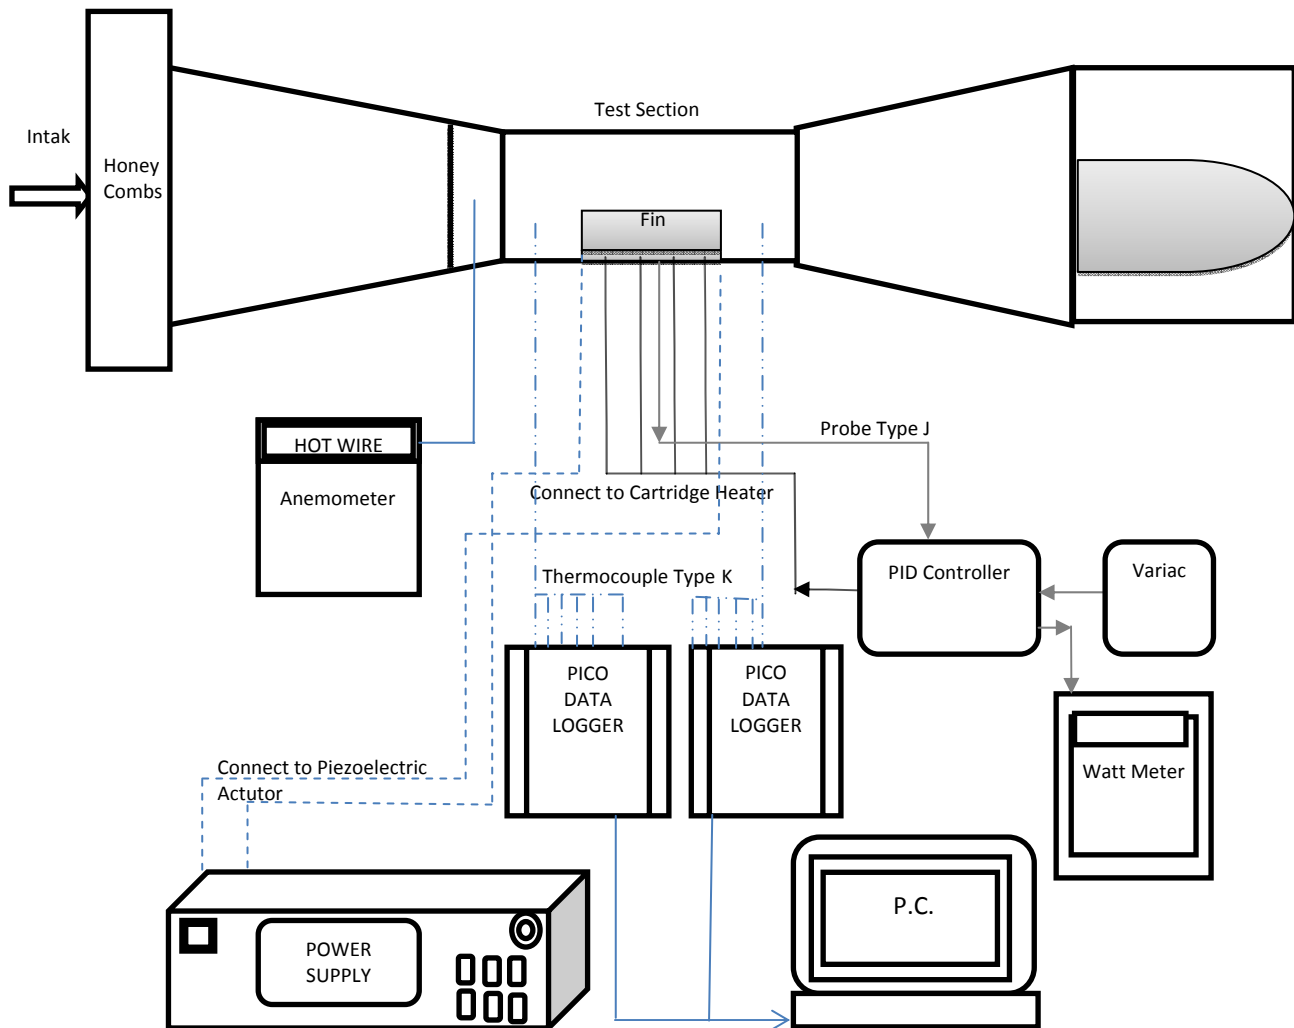 Test Section
Intak
Honey
Combs
Fin
HOT WIRE
Anemometer
Probe Type J
Connect to Cartridge Heater
PID Controller
Variac
Thermocouple Type K
PICO
DATA
LOGGER
PICO
DATA
LOGGER
Watt Meter
Connect to Piezoelectric
Actutor
P.C.
POWER
SUPPLY